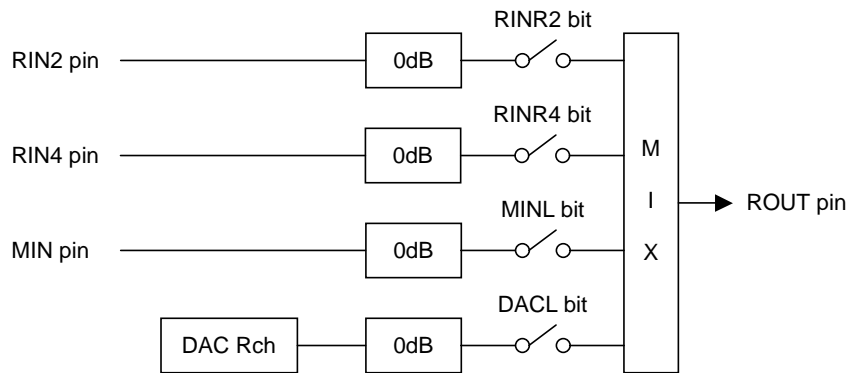 RINR2 bit
RIN2 pin
0dB
RINR4 bit
RIN4 pin
0dB
M
I
X
ROUT pin
MINL bit
MIN pin
0dB
DACL bit
DAC Rch
0dB